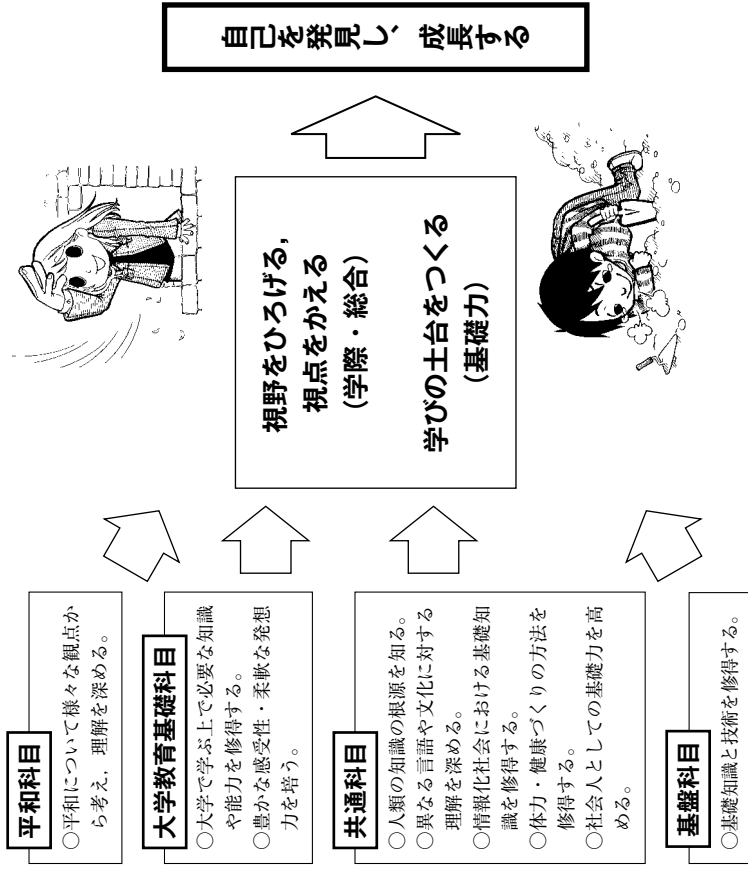 平和科目
○平和について様々な観点か
ら考え，理解を深める。
大学教育基礎科目
○大学で学ぶ上で必要な知識
や能力を修得する。
○豊かな感受性・柔軟な発想
力を培う。
共通科目
○人類の知識の根源を知る。
○異なる言語や文化に対する
理解を深める。
○情報化社会における基礎知
識を修得する。
○体力・健康づくりの方法を
修得する。
○社会人としての基礎力を高
める。
基盤科目
○基礎知識と技術を修得する。
視野をひろげる，
視点をかえる
（学際・総合）
学びの土台をつくる
（基礎力）
自己を発見し、成長する